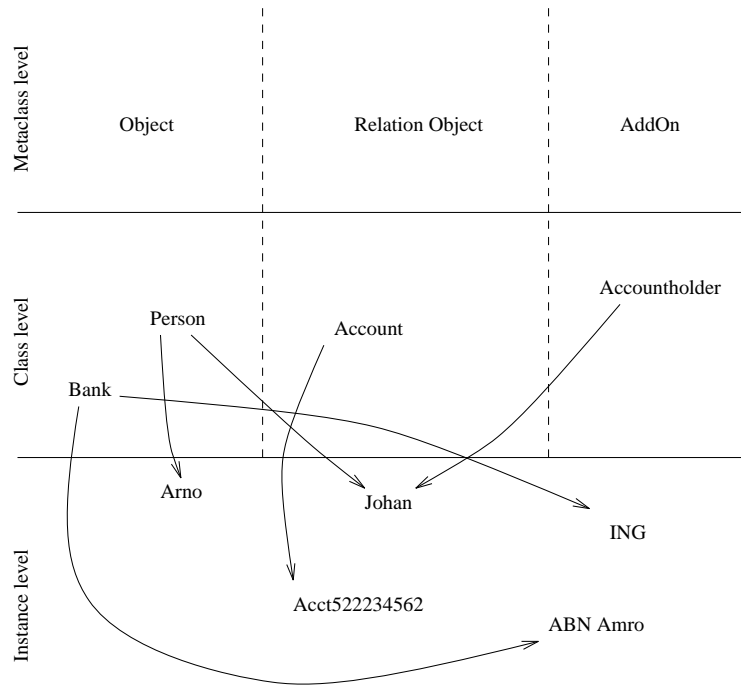 Metaclass level
Object
Relation Object
AddOn
Class level
Person
Account
Accountholder
Bank
Instance level
Arno
Johan
ING
Acct522234562
ABN Amro